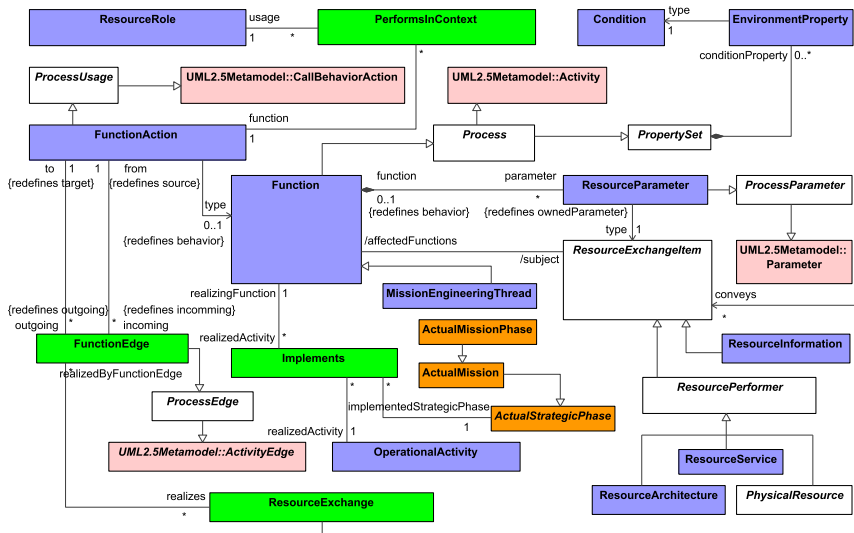 ResourceRole
usage
1
*
PerformsInContext
Condition
type
1
EnvironmentProperty
conditionProperty
0..*
*
ProcessUsage
UML2.5Metamodel::CallBehaviorAction
UML2.5Metamodel::Activity
FunctionAction
function
1
Process
PropertySet
to
1
1
from
{redefines target}
{redefines source}
type
0..1
{redefines behavior}
Function
function
0..1
{redefines behavior}
parameter
*
{redefines ownedParameter}
ResourceParameter
ProcessParameter
type
1
/affectedFunctions
/subject
ResourceExchangeItem
UML2.5Metamodel::
Parameter
MissionEngineeringThread
conveys
*
realizingFunction
1
{redefines outgoing}
{redefines incomming}
outgoing
*
*
incoming
realizedActivity
*
ActualMissionPhase
FunctionEdge
realizedByFunctionEdge
*
Implements
ActualMission
ResourceInformation
ProcessEdge
*
*
implementedStrategicPhase
1
ActualStrategicPhase
ResourcePerformer
realizedActivity
1
UML2.5Metamodel::ActivityEdge
OperationalActivity
ResourceService
realizes
*
ResourceExchange
ResourceArchitecture
PhysicalResource